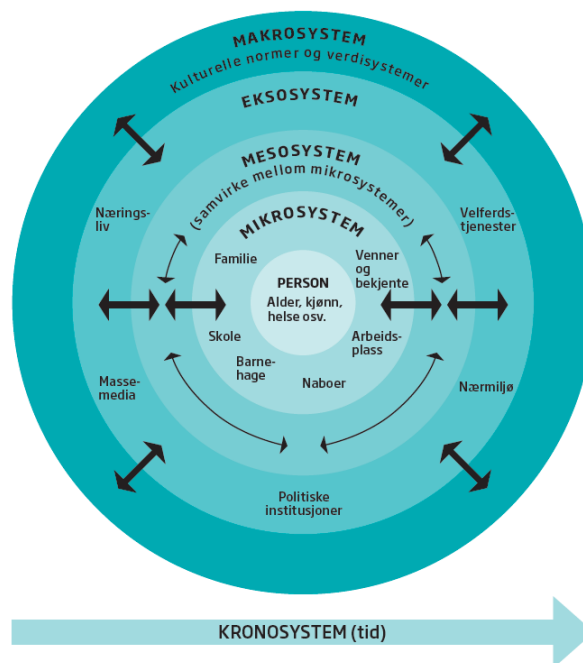 MAKROSYSTEM
Kulturelle normer og verdisystemer
EKSOSYSTEM
MESOSYSTEM
(samvirke mellom mikrosystemer)
MIKROSYSTEM
Nærings-
liv
Velferds-
tjenester
Familie
Venner
og
bekjente
PERSON
Alder, kjønn,
helse osv.
Skole
Arbeids-
plass
Barne-
hage
Naboer
Masse-
media
Nærmiljø
Politiske
institusjoner
KRONOSYSTEM (tid)